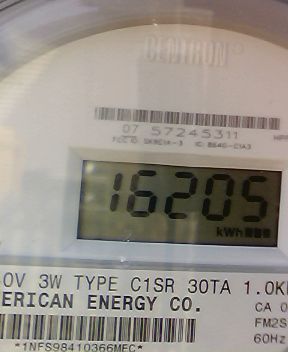 CENTRON®
07 57245311
16205
kWh
0V 3W TYPE C1SR 30TA 1.0K
ERICAN ENERGY CO.
CA 0
FM2S
60Hz
*1NFS98410366MEC*